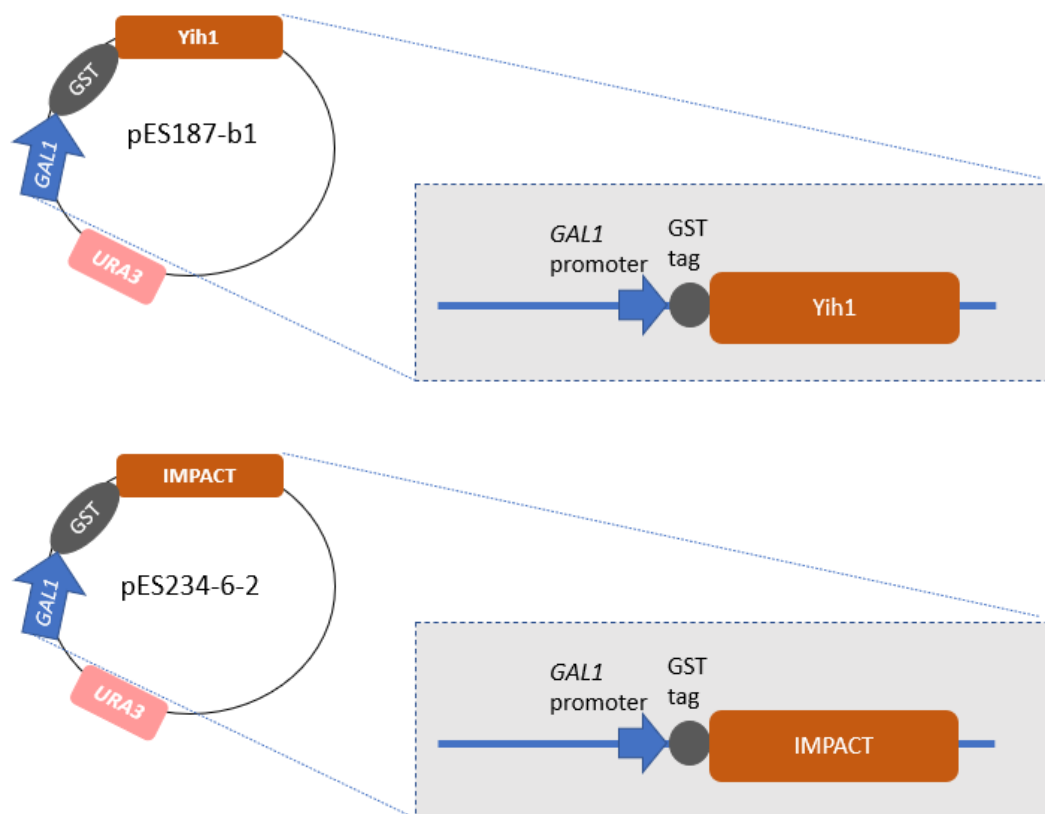 Yih1
GST
pES187-b1
GAL1
URA3
GAL1 GST
promoter tag
Yih1
IMPACT
GST
pES234-6-2
GAL1
URA3
GAL1 GST
promoter tag
IMPACT